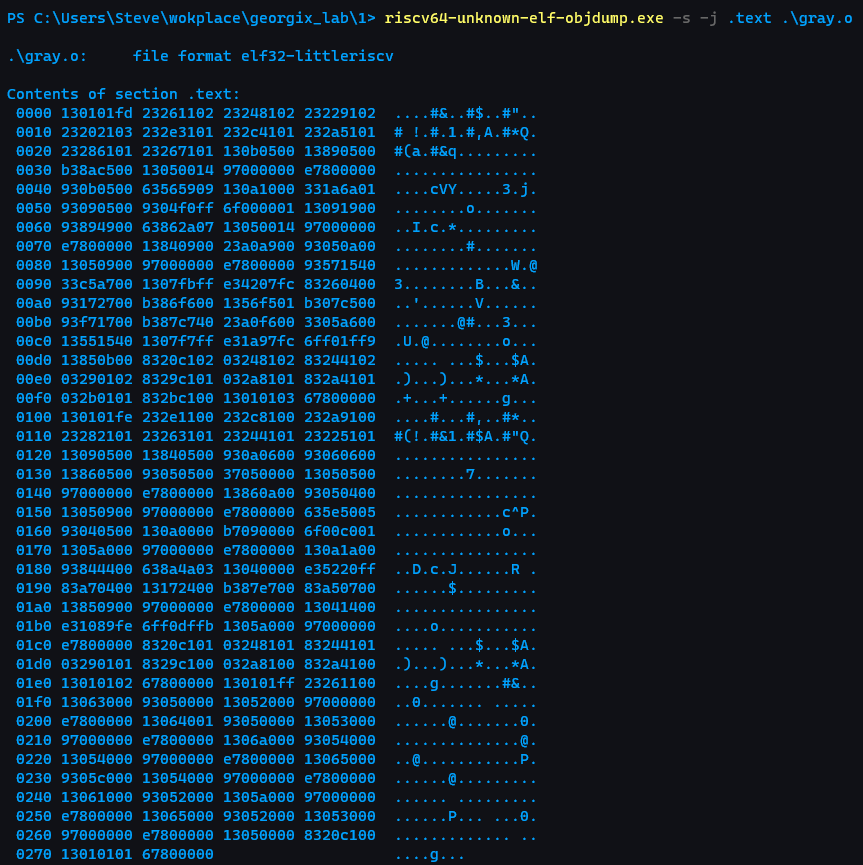 PS C:\Users\Steve\wokplace\georgix_lab\1> riscv64-unknown-elf-objdump.exe -s -j .text .\gray.o
.\gray.o:     file format elf32-littleriscv
Contents of section .text:
 0000 130101fd 23261102 23248102 23229102  ....#&..#$..#"..
 0010 23202103 232e3101 232c4101 232a5101  # !.#.1.#,A.#*Q.
 0020 23286101 23267101 130b0500 13890500  #(a.#&q.........
 0030 b38ac500 13050014 97000000 e7800000  ................
 0040 930b0500 63565909 130a1000 331a6a01  ....cVY.....3.j.
 0050 93090500 9304f0ff 6f000001 13091900  ........o.......
 0060 93894900 63862a07 13050014 97000000  ..I.c.*.........
 0070 e7800000 13840900 23a0a900 93050a00  ........#.......
 0080 13050900 97000000 e7800000 93571540  .............W.@
 0090 33c5a700 1307fbff e34207fc 83260400  3........B...&..
 00a0 93172700 b386f600 1356f501 b307c500  ..'......V......
 00b0 93f71700 b387c740 23a0f600 3305a600  .......@#...3...
 00c0 13551540 1307f7ff e31a97fc 6ff01ff9  .U.@........o...
 00d0 13850b00 8320c102 03248102 83244102  ..... ...$...$A.
 00e0 03290102 8329c101 032a8101 832a4101  .)...)...*...*A.
 00f0 032b0101 832bc100 13010103 67800000  .+...+......g...
 0100 130101fe 232e1100 232c8100 232a9100  ....#...#,..#*..
 0110 23282101 23263101 23244101 23225101  #(!.#&1.#$A.#"Q.
 0120 13090500 13840500 930a0600 93060600  ................
 0130 13860500 93050500 37050000 13050500  ........7.......
 0140 97000000 e7800000 13860a00 93050400  ................
 0150 13050900 97000000 e7800000 635e5005  ............c^P.
 0160 93040500 130a0000 b7090000 6f00c001  ............o...
 0170 1305a000 97000000 e7800000 130a1a00  ................
 0180 93844400 638a4a03 13040000 e35220ff  ..D.c.J......R .
 0190 83a70400 13172400 b387e700 83a50700  ......$.........
 01a0 13850900 97000000 e7800000 13041400  ................
 01b0 e31089fe 6ff0dffb 1305a000 97000000  ....o...........
 01c0 e7800000 8320c101 03248101 83244101  ..... ...$...$A.
 01d0 03290101 8329c100 032a8100 832a4100  .)...)...*...*A.
 01e0 13010102 67800000 130101ff 23261100  ....g.......#&..
 01f0 13063000 93050000 13052000 97000000  ..0....... .....
 0200 e7800000 13064001 93050000 13053000  ......@.......0.
 0210 97000000 e7800000 1306a000 93054000  ..............@.
 0220 13054000 97000000 e7800000 13065000  ..@...........P.
 0230 9305c000 13054000 97000000 e7800000  ......@.........
 0240 13061000 93052000 1305a000 97000000  ...... .........
 0250 e7800000 13065000 93052000 13053000  ......P... ...0.
 0260 97000000 e7800000 13050000 8320c100  ............. ..
 0270 13010101 67800000                    ....g...